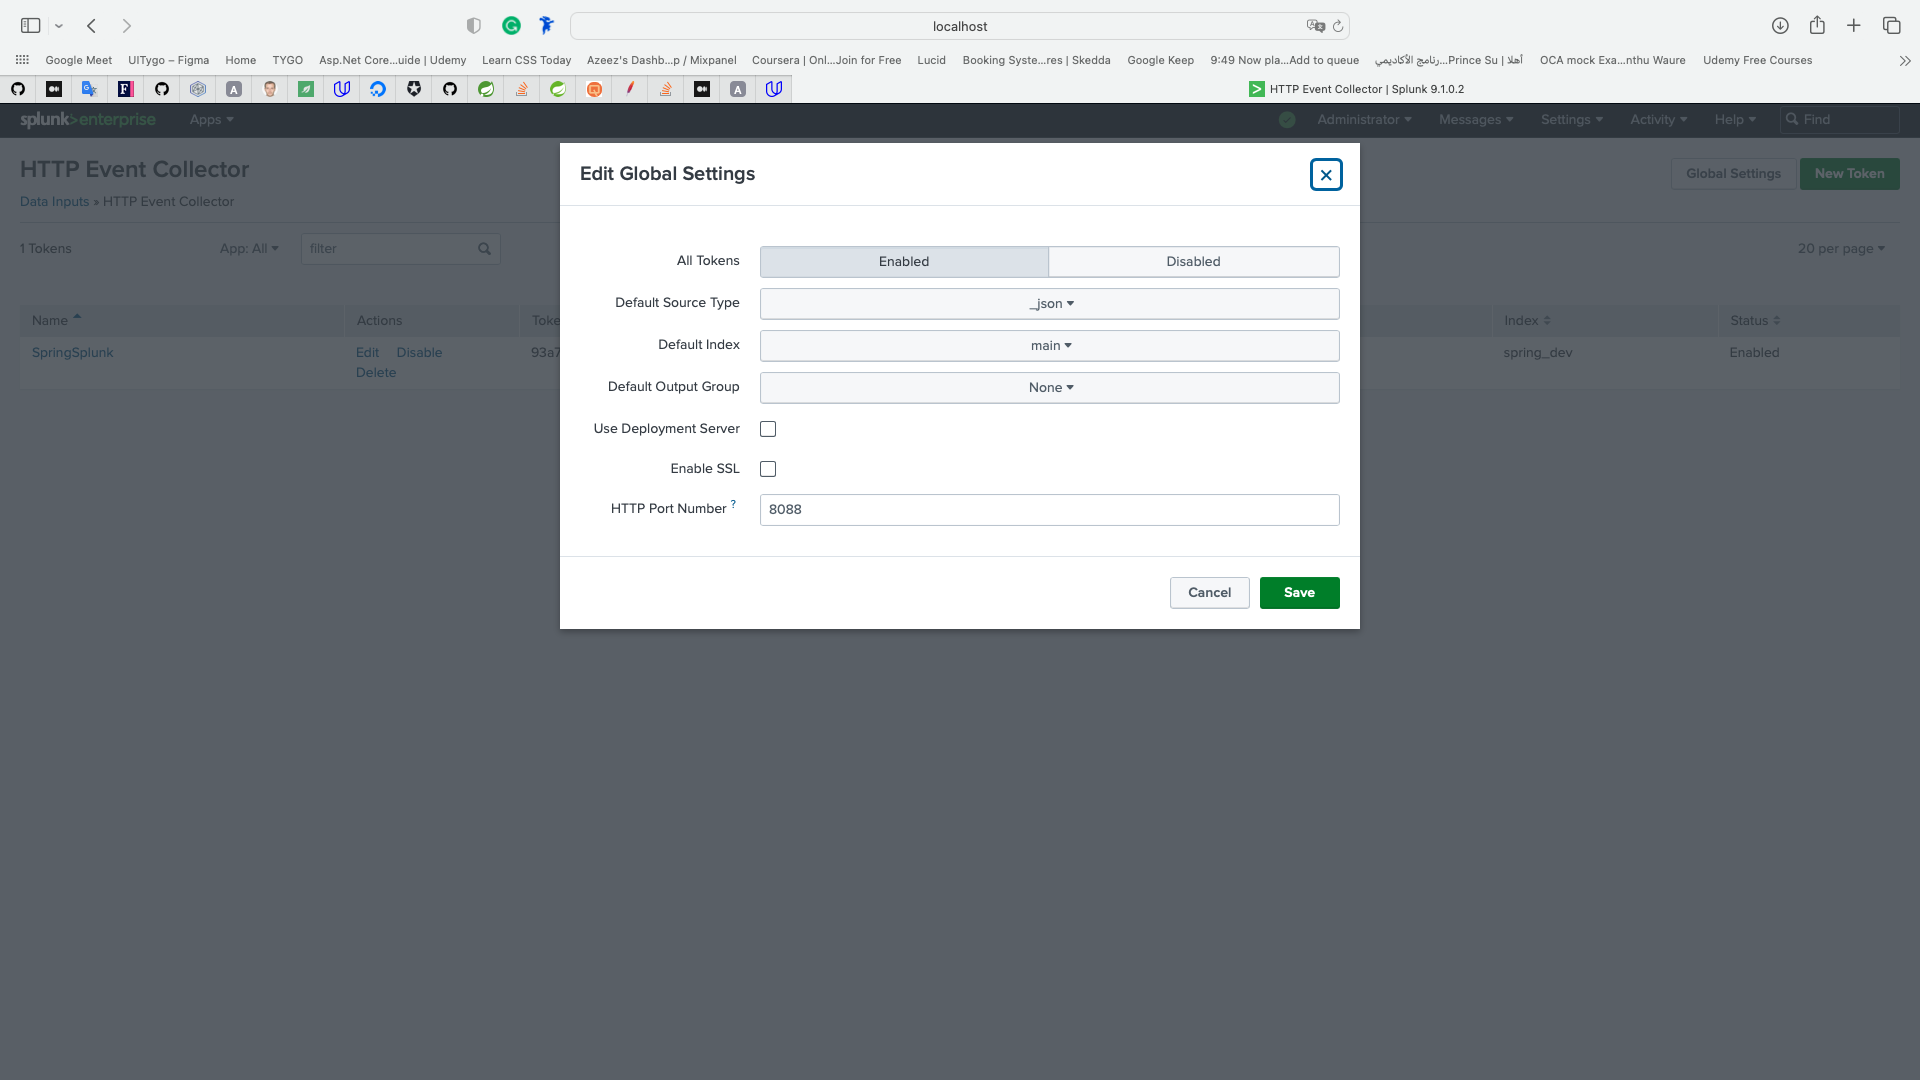 localhost
Google Meet UITygo – Figma Home TYGO Asp.Net Core...uide | Udemy Learn CSS Today Azeez's Dashb...p / Mixpanel Coursera | Onl...Join for Free Lucid Booking Syste...res | Skedda Google Keep 9:49 Now pla...Add to queue أهلا | Prince Su...رنامج الأكاديمي OCA mock Exa...nthu Waure Udemy Free Courses
HTTP Event Collector | Splunk 9.1.0.2
splunk>enterprise Apps Administrator Messages Settings Activity Help Find
HTTP Event Collector
Global Settings New Token
Data Inputs » HTTP Event Collector
1 Tokens App: All filter 20 per page
Name Actions Toke Index Status
SpringSplunk Edit Disable 93a7 spring_dev Enabled
Delete
Edit Global Settings
All Tokens Enabled Disabled
Default Source Type _json
Default Index main
Default Output Group None
Use Deployment Server
Enable SSL
HTTP Port Number ? 8088
Cancel Save